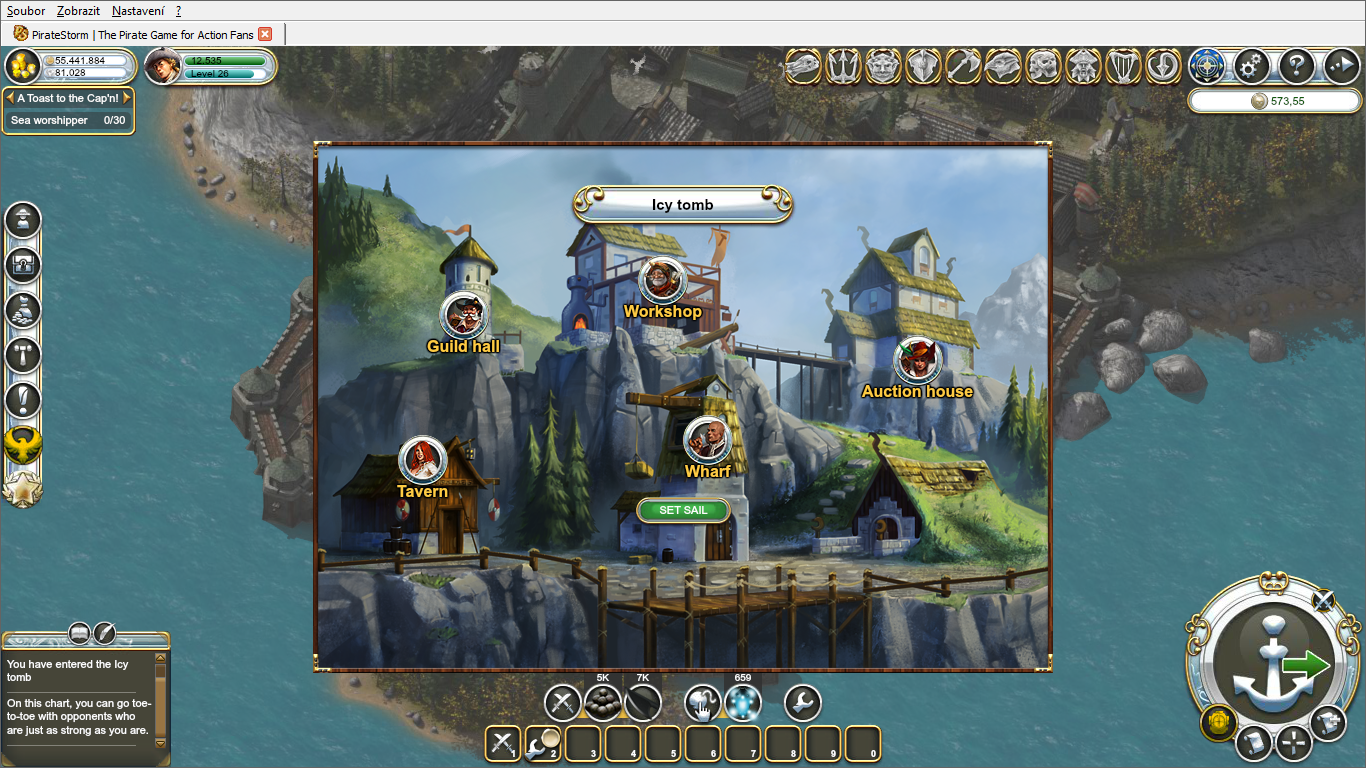 Soubor Zobrazit Nastavení ?
PirateStorm | The Pirate Game for Action Fans
55.441.884
81.028
12.535
Level 26
A Toast to the Cap'n!
Sea worshipper 0/30
573,55
Icy tomb
Workshop
Guild hall
Auction house
Wharf
Tavern
SET SAIL
You have entered the Icy
tomb
On this chart, you can go toe-
to-toe with opponents who
are just as strong as you are.
5K 7K 659
1 2 3 4 5 6 7 8 9 0